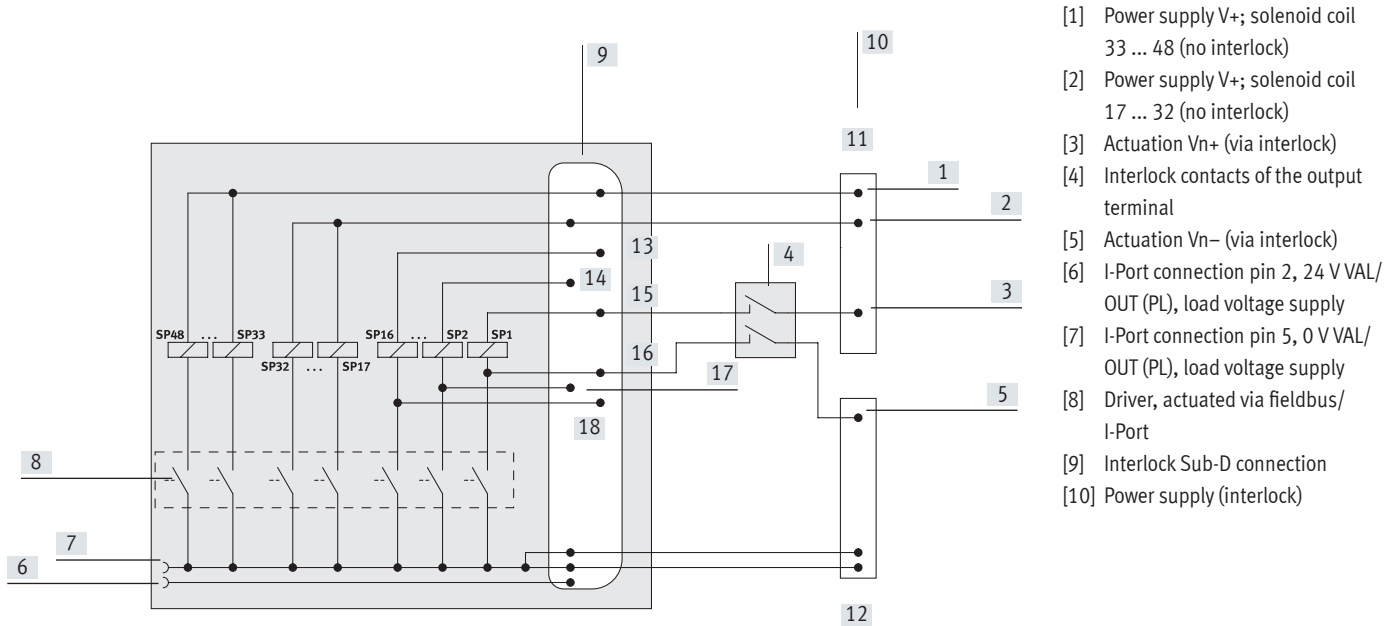 10
9
11
1
2
13
4
14
15
3
SP48 ... SP33
SP16 ... SP2 SP1
SP32 ... SP17
16
17
5
18
8
7
6
12
[1] Power supply V+; solenoid coil
33 ... 48 (no interlock)
[2] Power supply V+; solenoid coil
17 ... 32 (no interlock)
[3] Actuation Vn+ (via interlock)
[4] Interlock contacts of the output
terminal
[5] Actuation Vn– (via interlock)
[6] I-Port connection pin 2, 24 V VAL/
OUT (PL), load voltage supply
[7] I-Port connection pin 5, 0 V VAL/
OUT (PL), load voltage supply
[8] Driver, actuated via fieldbus/
I-Port
[9] Interlock Sub-D connection
[10] Power supply (interlock)